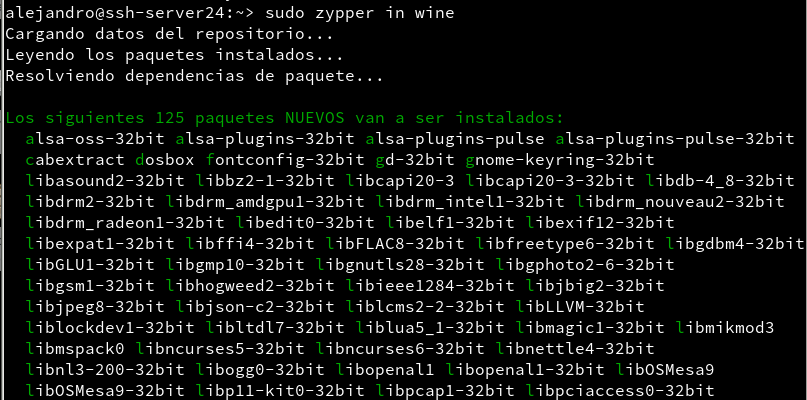 alejandro@ssh-server24:~> sudo zypper in wine
Cargando datos del repositorio...
Leyendo los paquetes instalados...
Resolviendo dependencias de paquete...
Los siguientes 125 paquetes NUEVOS van a ser instalados:
alsa-oss-32bit alsa-plugins-32bit alsa-plugins-pulse alsa-plugins-pulse-32bit
cabextract dosbox fontconfig-32bit gd-32bit gnome-keyring-32bit
libasound2-32bit libbz2-1-32bit libcapi20-3 libcapi20-3-32bit libdb-4_8-32bit
libdrm2-32bit libdrm_amdgpu1-32bit libdrm_intel1-32bit libdrm_nouveau2-32bit
libdrm_radeon1-32bit libedit0-32bit libelf1-32bit libexif12-32bit
libexpat1-32bit libffi4-32bit libFLAC8-32bit libfreetype6-32bit libgdbm4-32bit
libGLU1-32bit libgmp10-32bit libgnutls28-32bit libgphoto2-6-32bit
libgsm1-32bit libhogweed2-32bit libieee1284-32bit libjbig2-32bit
libjpeg8-32bit libjson-c2-32bit liblcms2-2-32bit libLLVM-32bit
liblockdev1-32bit libltdl7-32bit liblua5_1-32bit libmagic1-32bit libmikmod3
libmspack0 libncurses5-32bit libncurses6-32bit libnettle4-32bit
libnl3-200-32bit libogg0-32bit libopenal1 libopenal1-32bit libOSMesa9
libOSMesa9-32bit libp11-kit0-32bit libpcap1-32bit libpciaccess0-32bit